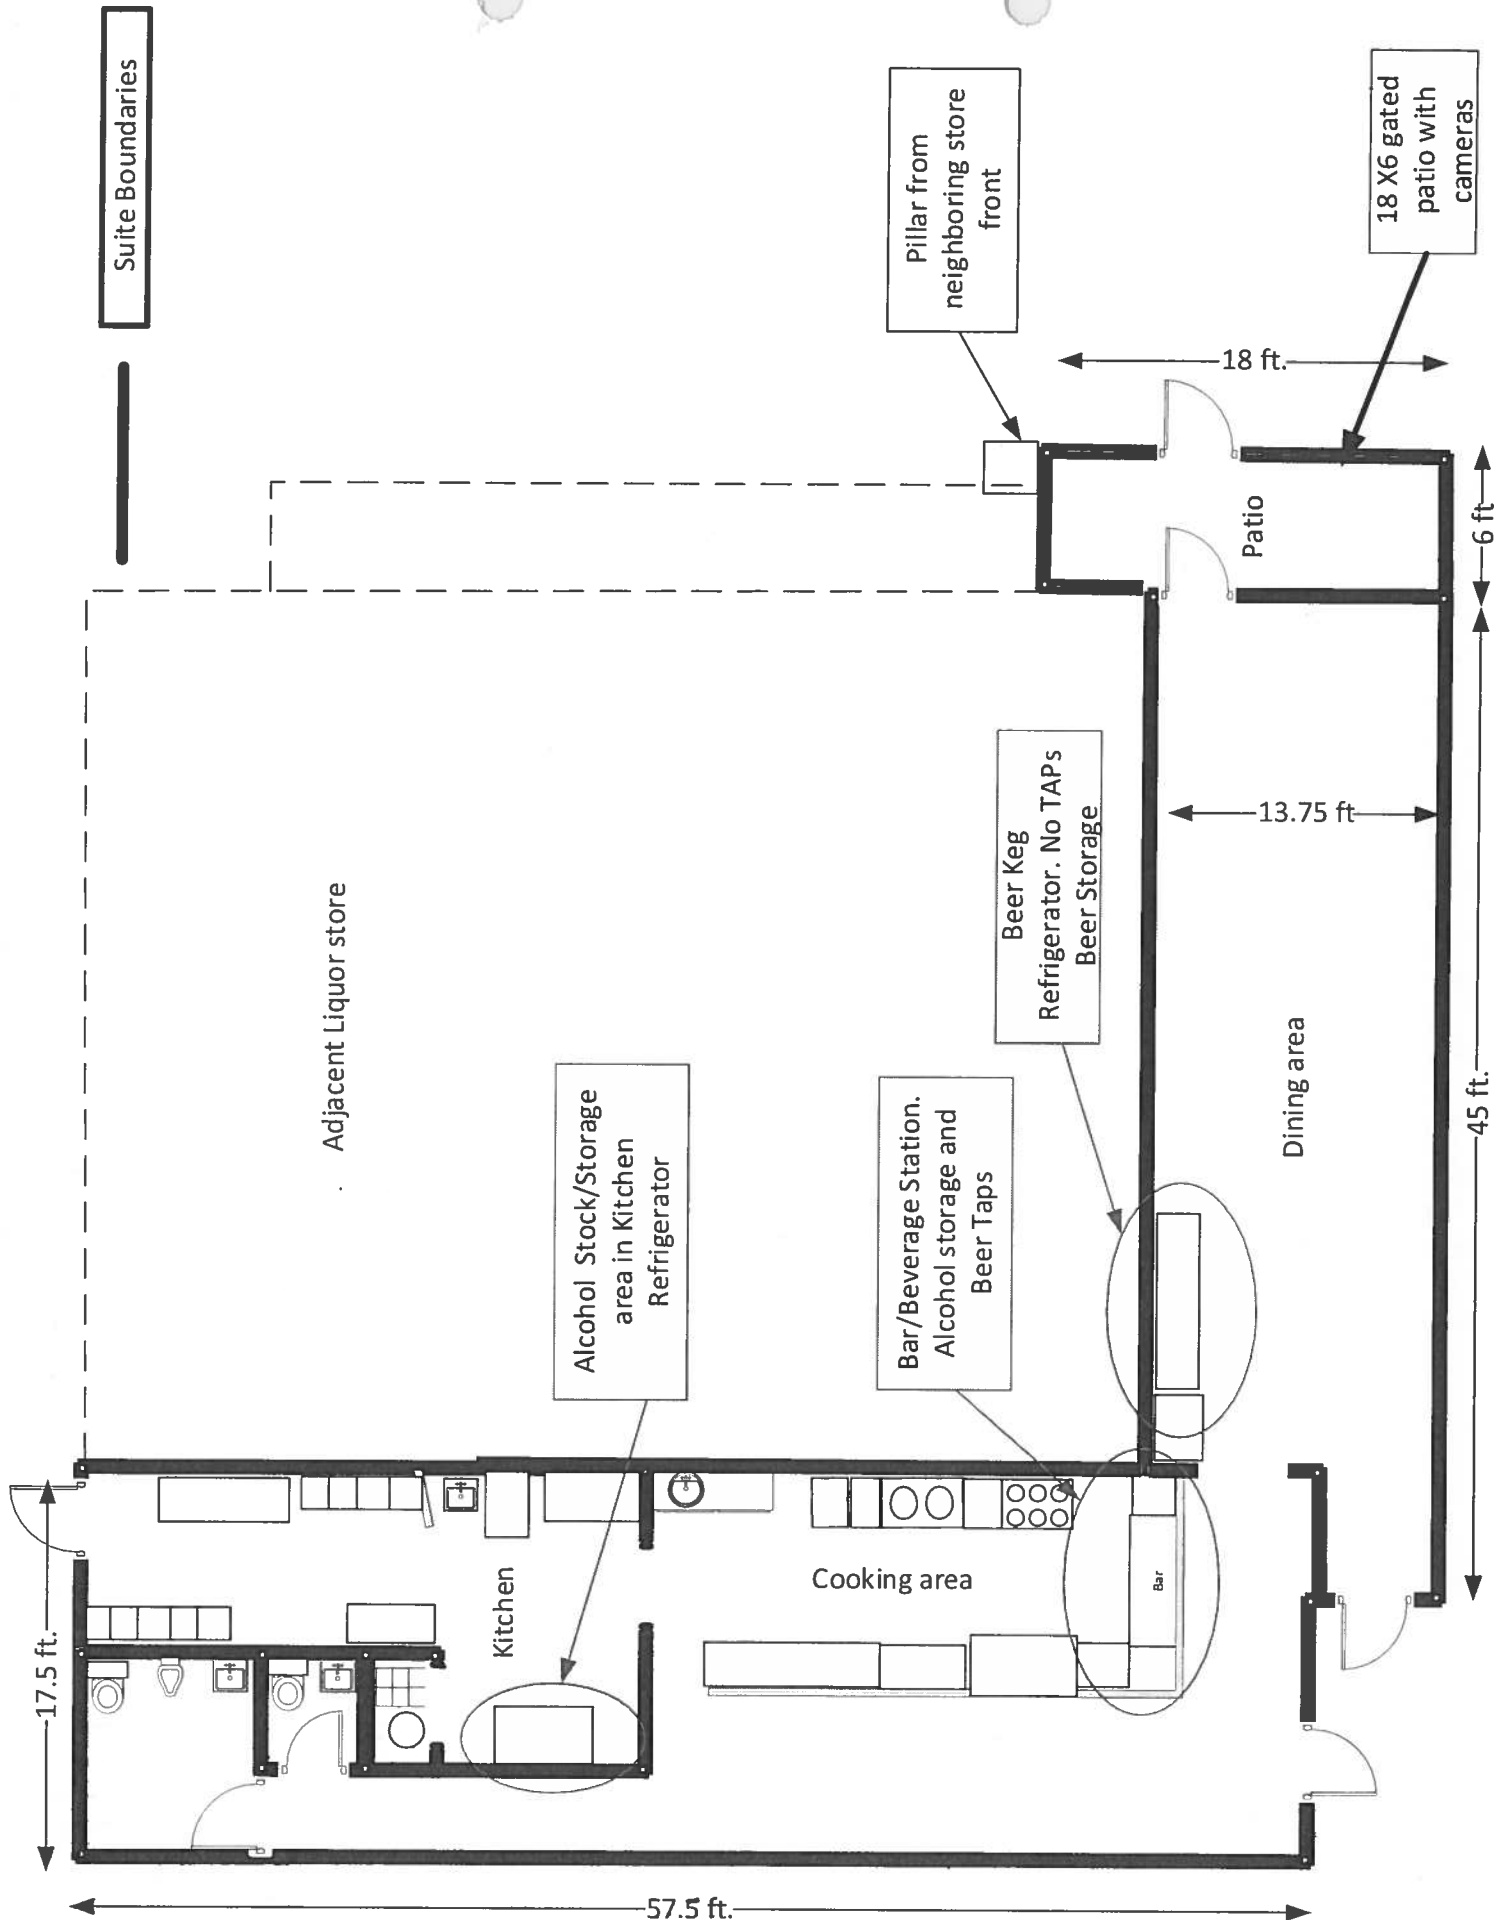 Suite Boundaries
Pillar from
neighboring store
front
18 X6 gated
patio with
cameras
18 ft.
6 ft
Patio
13.75 ft
45 ft.
Dining area
Beer Keg
Refrigerator. No TAPs
Beer Storage
Adjacent Liquor store
Alcohol Stock/Storage
area in Kitchen
Refrigerator
Bar/Beverage Station.
Alcohol storage and
Beer Taps
Kitchen
Cooking area
Bar
17.5 ft.
57.5 ft.